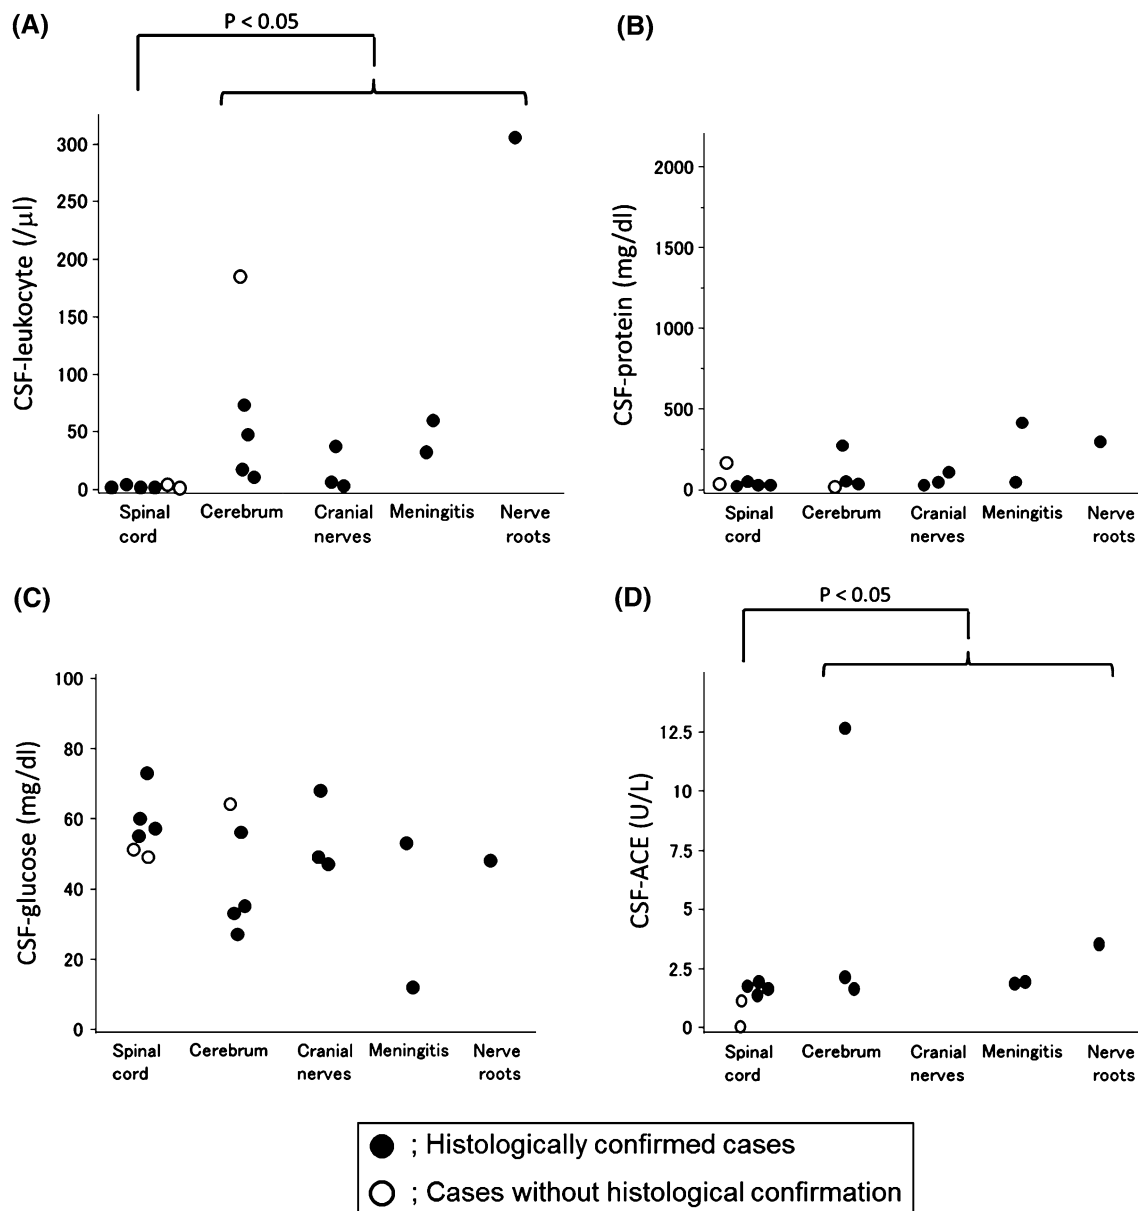 (A)
P < 0.05
CSF-leukocyte (/μl)
300
250
200
150
100
50
0
Spinal cord
Cerebrum
Cranial nerves
Meningitis
Nerve roots
(B)
CSF-protein (mg/dl)
2000
1500
1000
500
0
Spinal cord
Cerebrum
Cranial nerves
Meningitis
Nerve roots
(C)
CSF-glucose (mg/dl)
100
80
60
40
20
0
Spinal cord
Cerebrum
Cranial nerves
Meningitis
Nerve roots
(D)
P < 0.05
CSF-ACE (U/L)
12.5
10
7.5
5
2.5
0
Spinal cord
Cerebrum
Cranial nerves
Meningitis
Nerve roots
; Histologically confirmed cases
; Cases without histological confirmation